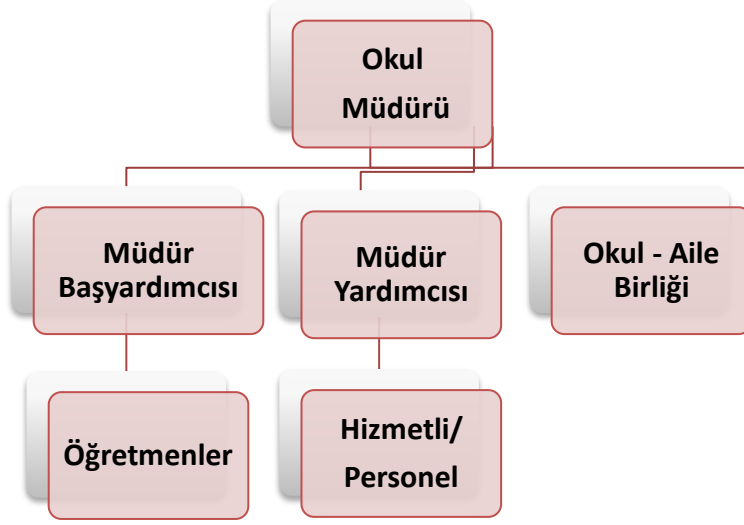 Okul
Müdürü
Müdür
Başyardımcısı
Müdür
Yardımcısı
Okul - Aile
Birliği
Öğretmenler
Hizmetli/
Personel